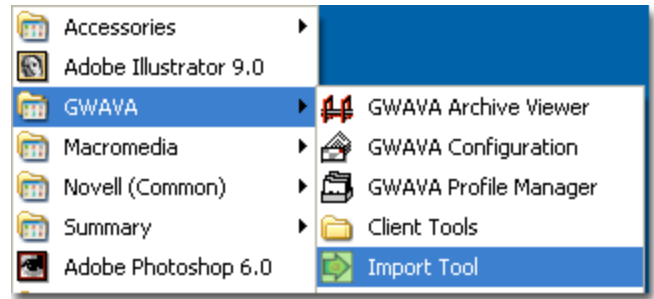 Accessories
Adobe Illustrator 9.0
GWAVA
Macromedia
Novell (Common)
Summary
Adobe Photoshop 6.0
GWAVA Archive Viewer
GWAVA Configuration
GWAVA Profile Manager
Client Tools
Import Tool